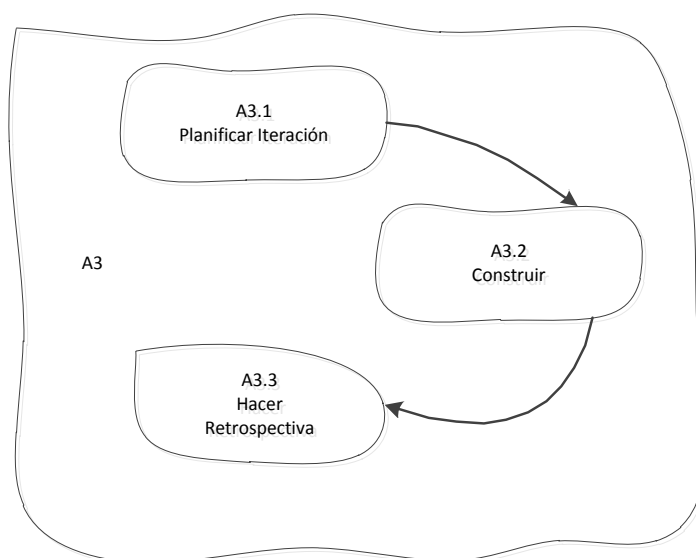 A3.1
Planificar Iteración
A3.2
Construir
A3
A3.3
Hacer
Retrospectiva